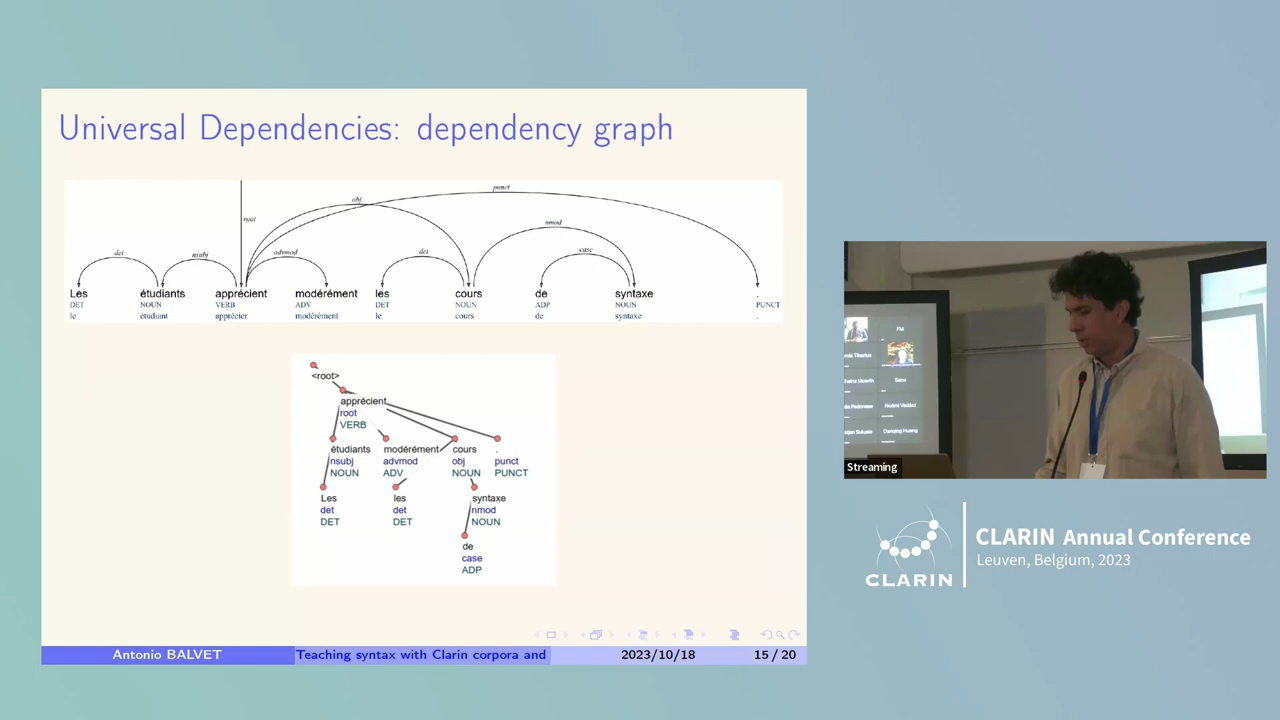 Universal Dependencies: dependency graph
punct
obj
root
nmod
det nsubj advmod det case
Les étudiants apprécient modérément les cours de syntaxe .
DET NOUN VERB ADV DET NOUN ADP NOUN PUNCT
le étudiant apprécier modérément le cours de syntaxe .
<root>
apprécient
root
VERB
étudiants modérément cours .
nsubj advmod obj punct
NOUN ADV NOUN PUNCT
Les les syntaxe
det det nmod
DET DET NOUN
de
case
ADP
Antonio BALVET Teaching syntax with Clarin corpora and 2023/10/18 15 / 20
FM
Streaming
CLARIN
CLARIN Annual Conference
Leuven, Belgium, 2023